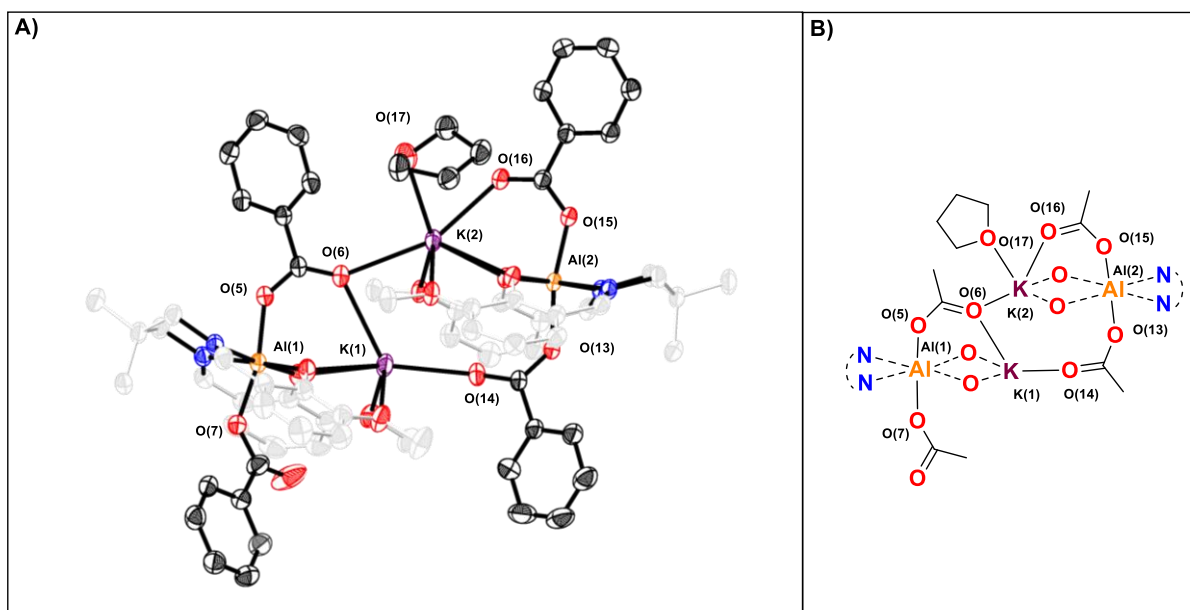 A)
O(17)
O(16)
O(15)
K(2)
O(6)
Al(2)
O(5)
Al(1)
K(1)
O(13)
O(14)
O(7)
B)
O(16)
O
O(17)
O
O
O(15)
O
Al(2)
N
O(6)
K
Al
O
K(2)
O
N
O(5)
O
O
O(13)
Al(1)
N
O
Al
K
O
N
O
K(1)
O(14)
O
O(7)
O